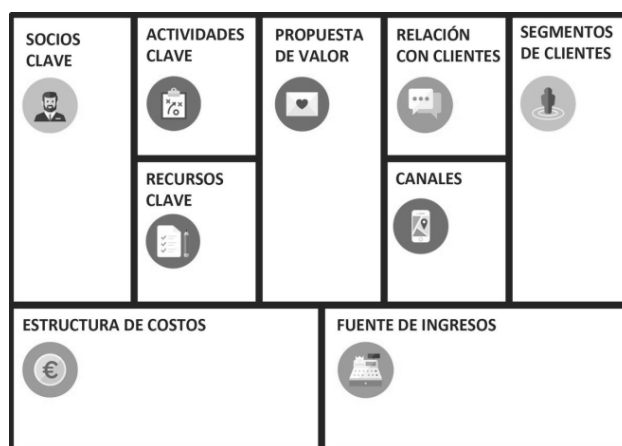 SOCIOS
CLAVE
ACTIVIDADES
CLAVE
PROPUESTA
DE VALOR
RELACIÓN
CON CLIENTES
SEGMENTOS
DE CLIENTES
RECURSOS
CLAVE
CANALES
ESTRUCTURA DE COSTOS
€
FUENTE DE INGRESOS